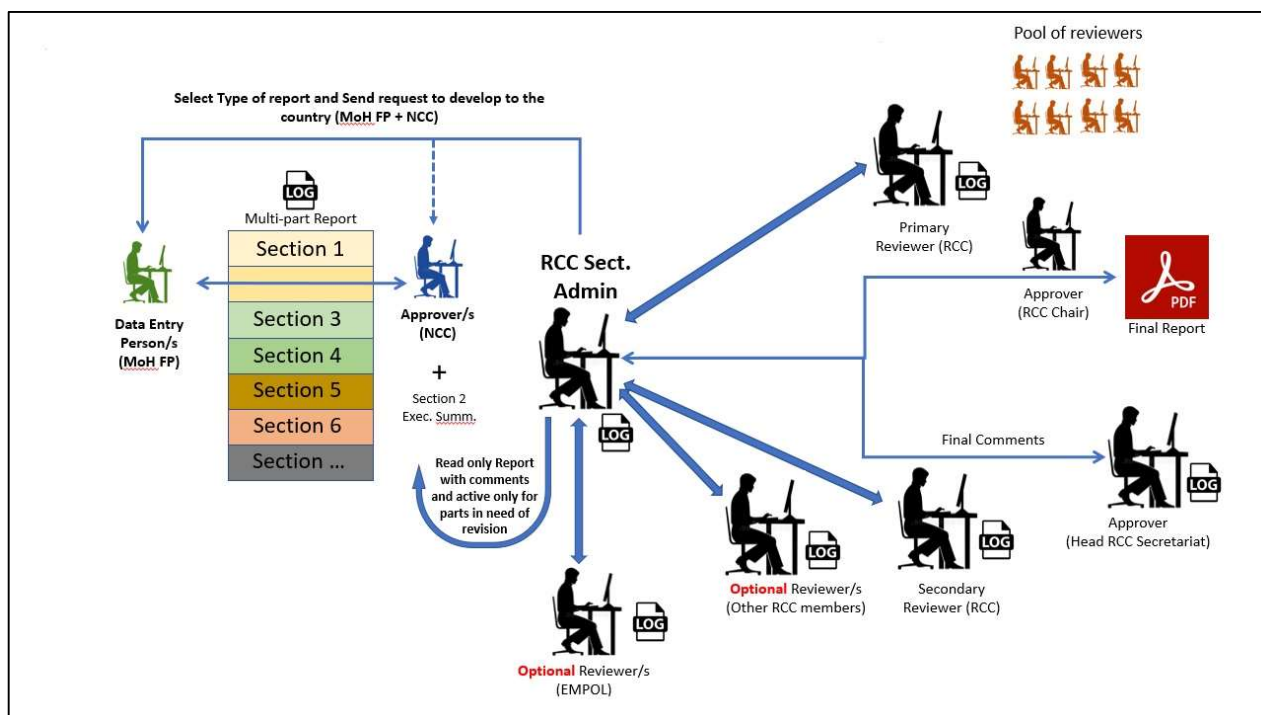 Pool of reviewers
Select Type of report and Send request to develop to the
country (MoH FP + NCC)
LOG
Multi-part Report
Section 1
Section 3
Section 4
Section 5
Section 6
Section ...
Data Entry
Person/s
(MoH FP)
Approver/s
(NCC)
+
Section 2
Exec. Summ.
RCC Sect.
Admin
LOG
Read only Report
with comments
and active only for
parts in need of
revision
LOG
Primary
Reviewer (RCC)
Approver
(RCC Chair)
PDF
Final Report
Final Comments
LOG
Approver
(Head RCC Secretariat)
LOG
Optional Reviewer/s
(Other RCC members)
LOG
Secondary
Reviewer (RCC)
LOG
Optional Reviewer/s
(EMPOL)